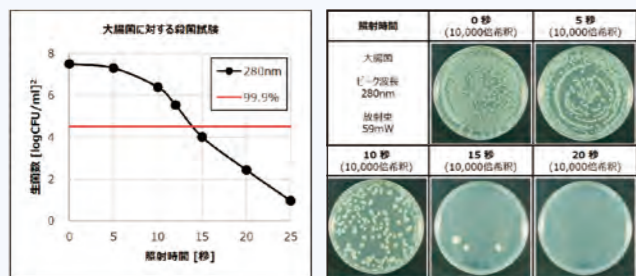 大腸菌に対する殺菌試験
生菌数 [logCFU/ml]²
8
6
4
2
0
280nm
99.9%
0 5 10 15 20 25
照射時間 [秒]
照射時間
0 秒
(10,000倍希釈)
5 秒
(10,000倍希釈)
大腸菌
ピーク波長
280nm
放射束
59mW
10 秒
(10,000倍希釈)
15 秒
(10,000倍希釈)
20 秒
(10,000倍希釈)